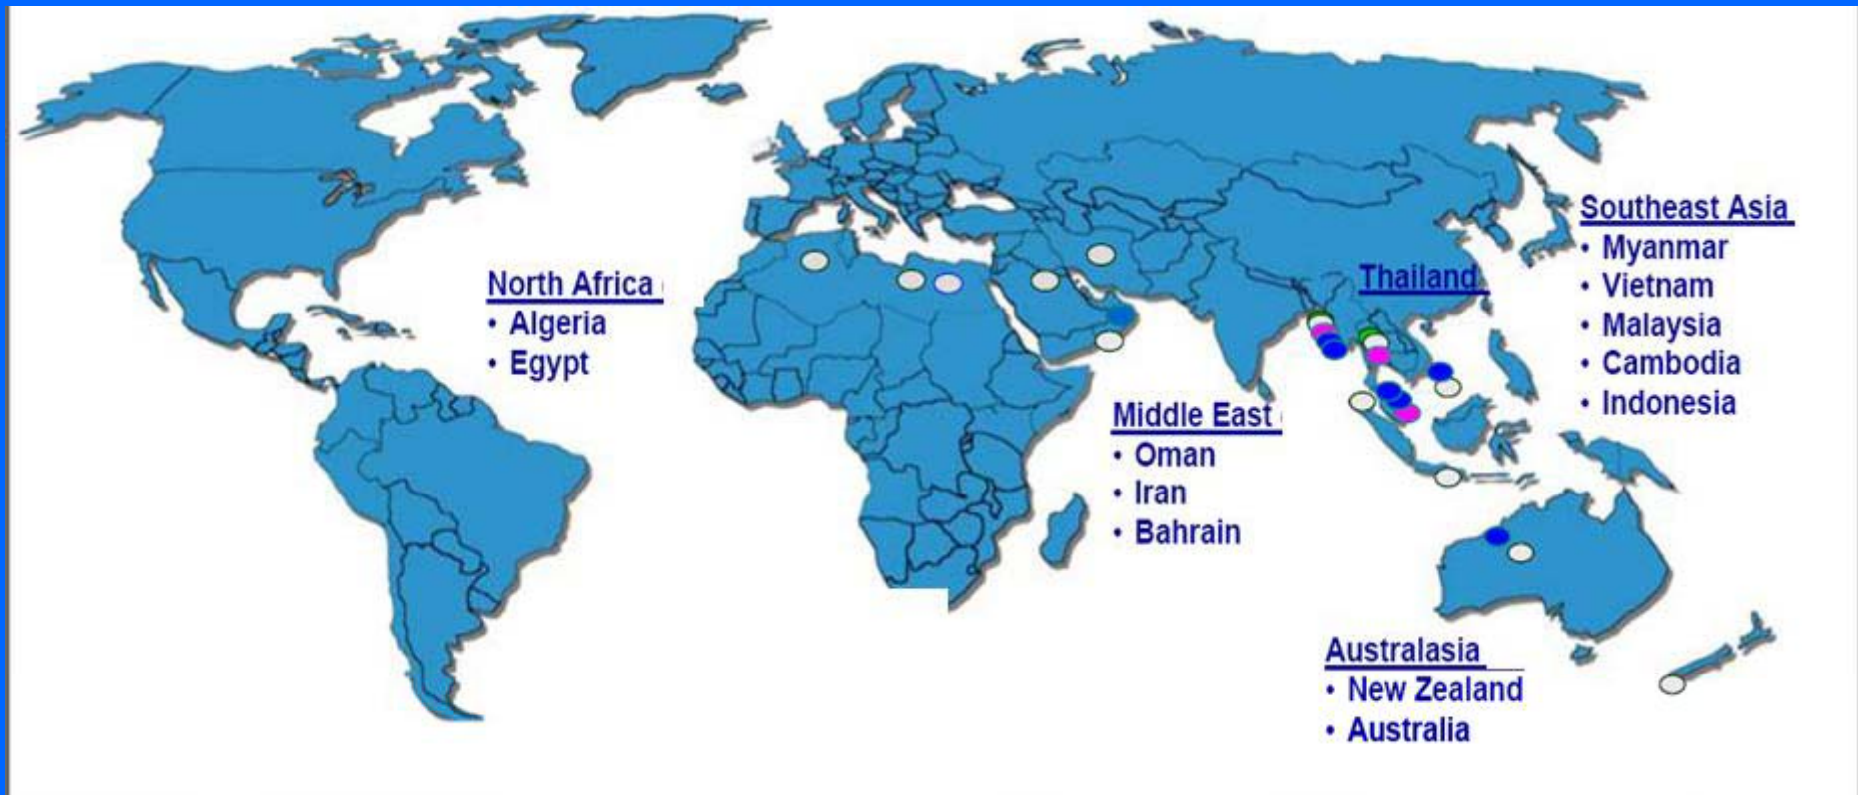 North Africa
• Algeria
• Egypt
Middle East
• Oman
• Iran
• Bahrain
Thailand
Southeast Asia
• Myanmar
• Vietnam
• Malaysia
• Cambodia
• Indonesia
Australasia
• New Zealand
• Australia